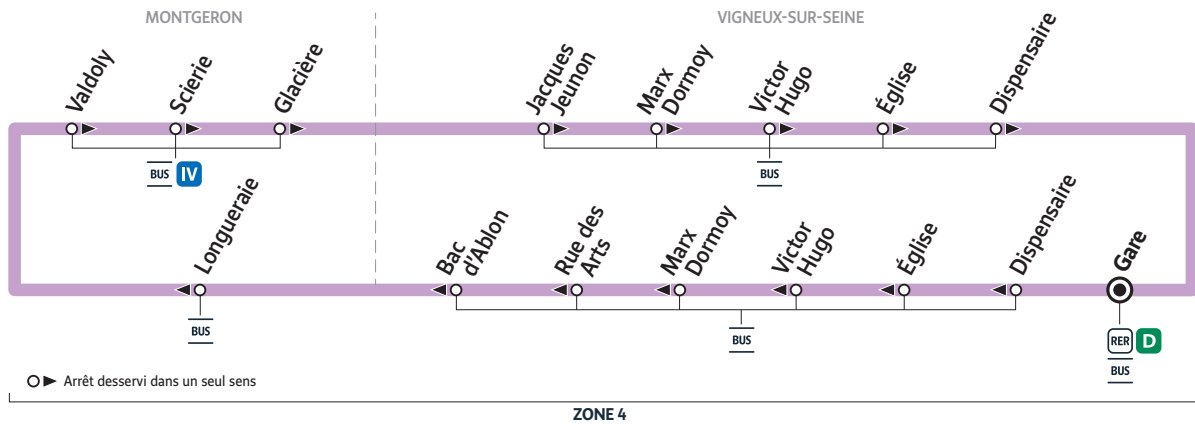 MONTGERON
VIGNEUX-SUR-SEINE
Valdoly
Scierie
Glacière
Jacques
Jeunon
Marx
Dormoy
Victor
Hugo
Église
Dispensaire
BUS IV
BUS
Longueraie
Bac
d'Ablon
Rue des
Arts
Marx
Dormoy
Victor
Hugo
Église
Dispensaire
Gare
BUS
BUS
RER D
BUS
Arrêt desservi dans un seul sens
ZONE 4